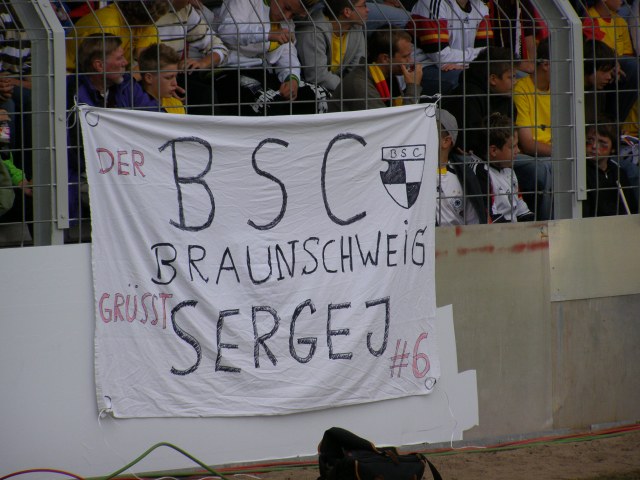 DER
BSC
BSC
BRAUNSCHWEiG
GRÜSST
SERGEJ
#6